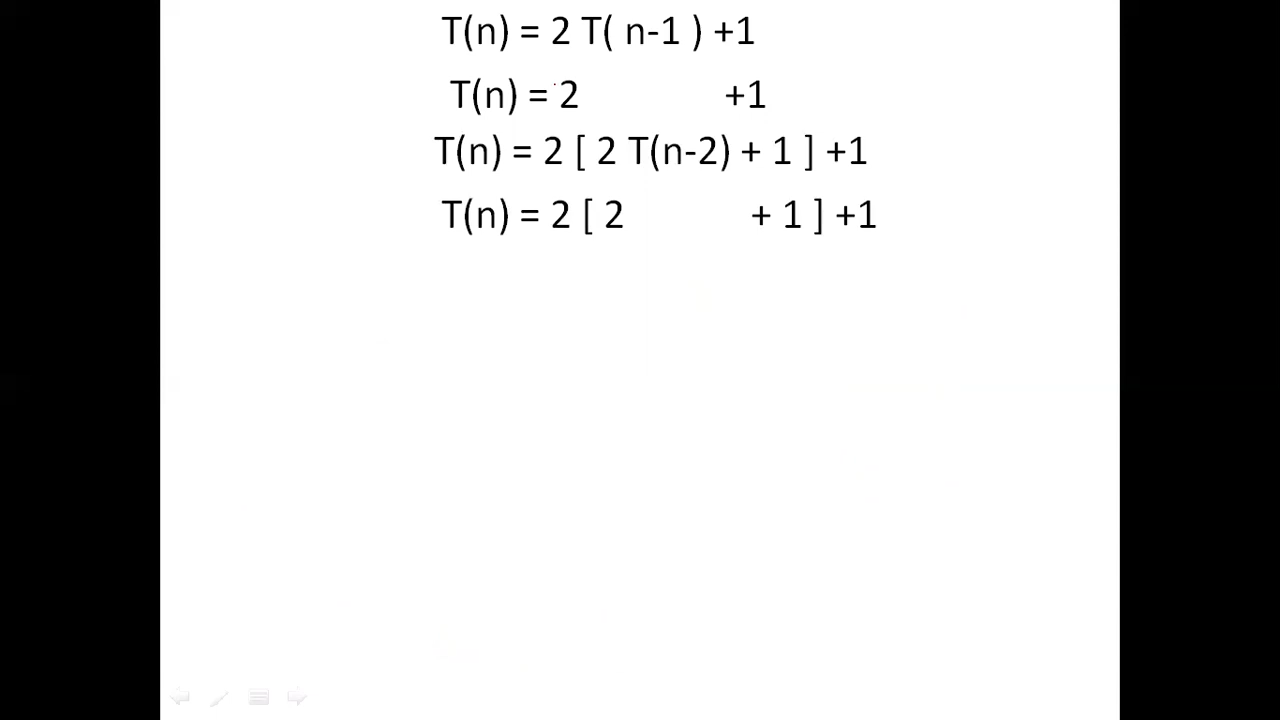 T(n) = 2 T( n-1 ) +1
T(n) = 2 +1
T(n) = 2 [ 2 T(n-2) + 1 ] +1
T(n) = 2 [ 2 + 1 ] +1